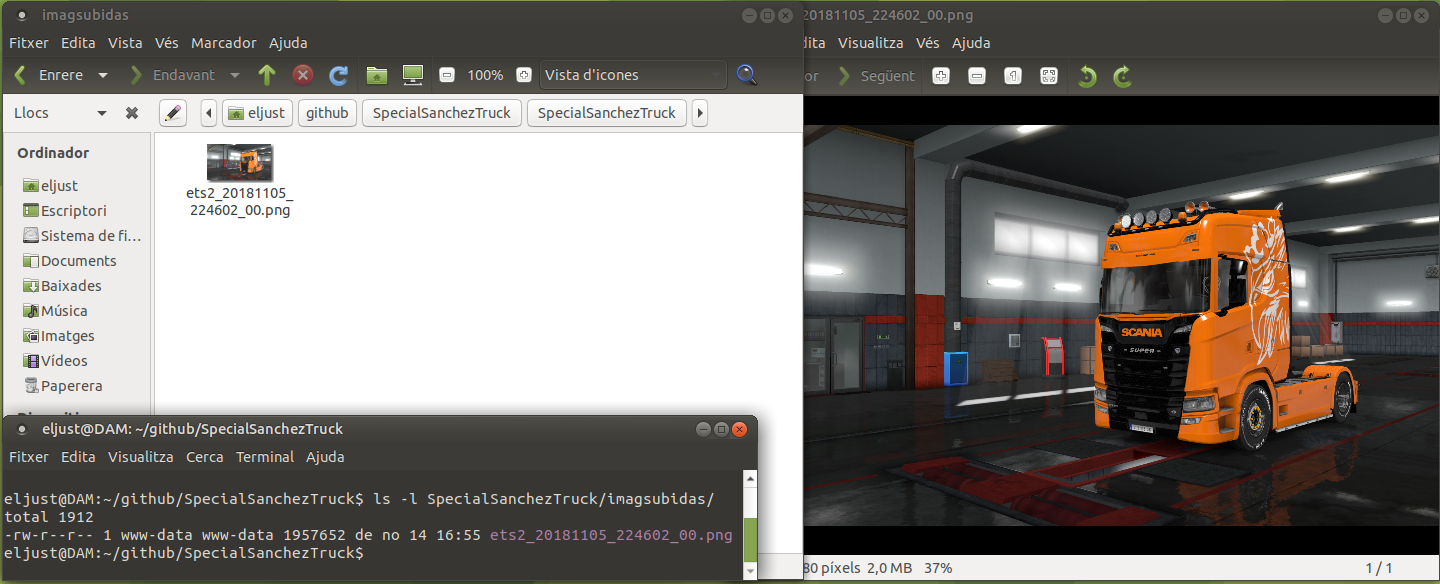 imagsubidas
Fitxer Edita Vista Vés Marcador Ajuda
Enrere Endavant 100% Vista d'icones
Llocs eljust github SpecialSanchezTruck SpecialSanchezTruck
Ordinador
eljust
Escriptori
Sistema de fi…
Documents
Baixades
Música
Imatges
Vídeos
Paperera
ets2_20181105_
224602_00.png
eljust@DAM: ~/github/SpecialSanchezTruck
Fitxer Edita Visualitza Cerca Terminal Ajuda
eljust@DAM:~/github/SpecialSanchezTruck$ ls -l SpecialSanchezTruck/imagsubidas/
total 1912
-rw-r--r-- 1 www-data www-data 1957652 de no 14 16:55 ets2_20181105_224602_00.png
eljust@DAM:~/github/SpecialSanchezTruck$
20181105_224602_00.png
dita Visualitza Vés Ajuda
or Següent
SCANIA
SUPER
80 píxels 2,0 MB 37% 1 / 1